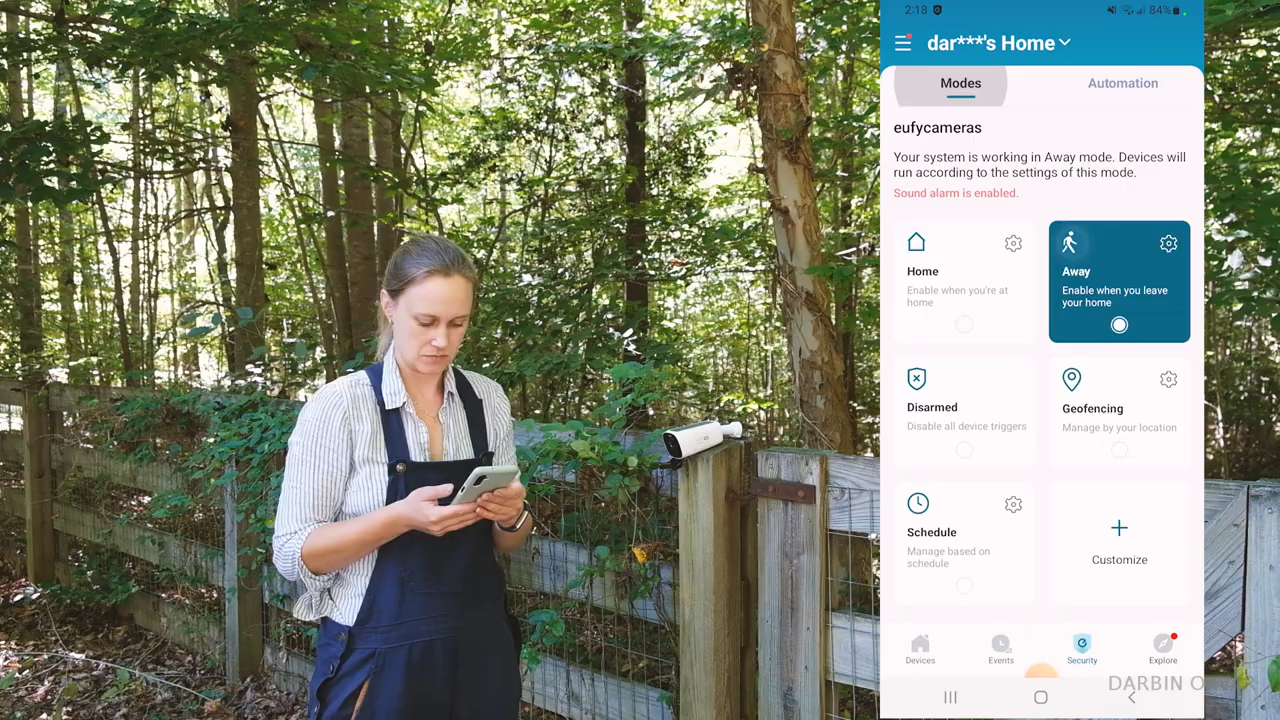 2:18
84%
dar***'s Home
Modes
Automation
eufycameras
Your system is working in Away mode. Devices will
run according to the settings of this mode.
Sound alarm is enabled.
Home
Enable when you're at
home
Away
Enable when you leave
your home
Disarmed
Disable all device triggers
Geofencing
Manage by your location
Schedule
Manage based on
schedule
Customize
Devices
Events
Security
Explore
DARBIN